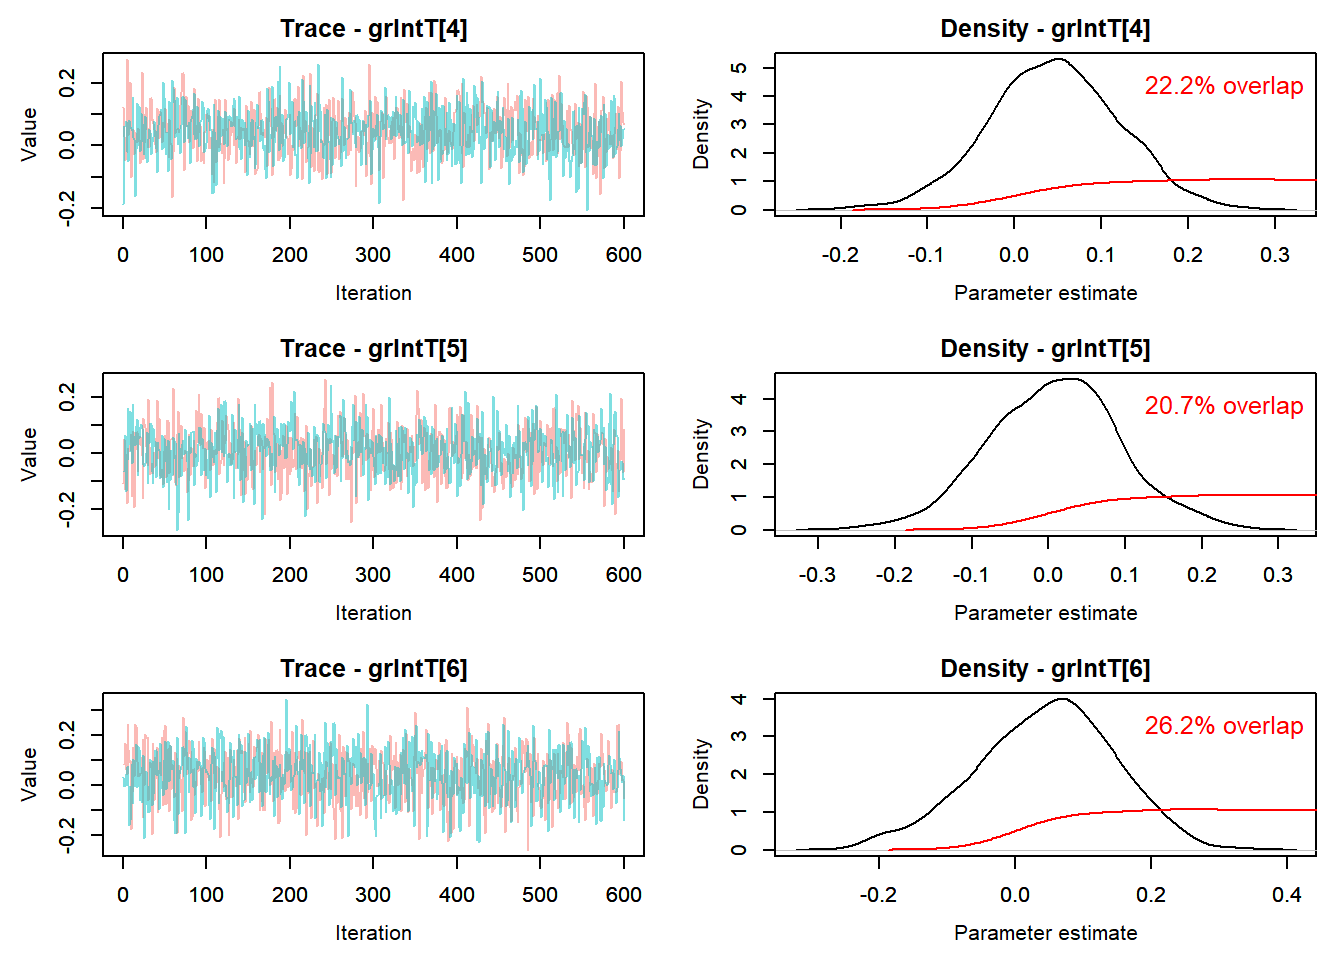 Trace - grIntT[4]
Value
-0.2 0.0 0.2
0 100 200 300 400 500 600
Iteration
Density - grIntT[4]
22.2% overlap
Density
0 1 2 3 4 5
-0.2 -0.1 0.0 0.1 0.2 0.3
Parameter estimate
Trace - grIntT[5]
Value
-0.2 0.0 0.2
0 100 200 300 400 500 600
Iteration
Density - grIntT[5]
20.7% overlap
Density
0 1 2 3 4
-0.3 -0.2 -0.1 0.0 0.1 0.2 0.3
Parameter estimate
Trace - grIntT[6]
Value
-0.2 0.0 0.2
0 100 200 300 400 500 600
Iteration
Density - grIntT[6]
26.2% overlap
Density
0 1 2 3 4
-0.2 0.0 0.2 0.4
Parameter estimate